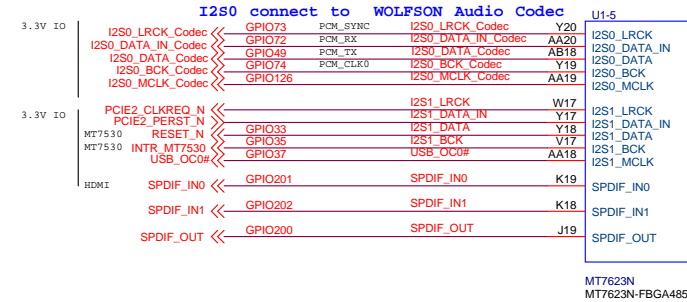 I2S0 connect to WOLFSON Audio Codec
U1-5
3.3V IO
I2S0_LRCK_Codec GPIO73 PCM_SYNC I2S0_LRCK_Codec Y20 I2S0_LRCK
I2S0_DATA_IN_Codec GPIO72 PCM_RX I2S0_DATA_IN_Codec AA20 I2S0_DATA_IN
I2S0_DATA_Codec GPIO49 PCM_TX I2S0_DATA_Codec AB18 I2S0_DATA
I2S0_BCK_Codec GPIO74 PCM_CLK0 I2S0_BCK_Codec Y19 I2S0_BCK
I2S0_MCLK_Codec GPIO126 I2S0_MCLK_Codec AA19 I2S0_MCLK
3.3V IO
PCIE2_CLKREQ_N I2S1_LRCK W17 I2S1_LRCK
PCIE2_PERST_N I2S1_DATA_IN Y17 I2S1_DATA_IN
MT7530 RESET_N GPIO33 I2S1_DATA Y18 I2S1_DATA
MT7530 INTR_MT7530 GPIO35 I2S1_BCK V17 I2S1_BCK
USB_OC0# GPIO37 USB_OC0# AA18 I2S1_MCLK
HDMI SPDIF_IN0 GPIO201 SPDIF_IN0 K19 SPDIF_IN0
SPDIF_IN1 GPIO202 SPDIF_IN1 K18 SPDIF_IN1
SPDIF_OUT GPIO200 SPDIF_OUT J19 SPDIF_OUT
MT7623N
MT7623N-FBGA485